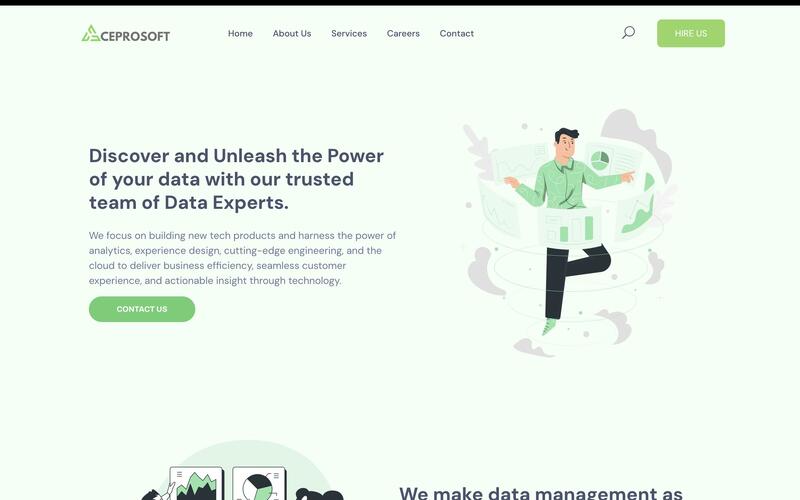 CEPROSOFT
Home About Us Services Careers Contact
HIRE US
Discover and Unleash the Power
of your data with our trusted
team of Data Experts.
We focus on building new tech products and harness the power of
analytics, experience design, cutting-edge engineering, and the
cloud to deliver business efficiency, seamless customer
experience, and actionable insight through technology.
CONTACT US
We make data management as